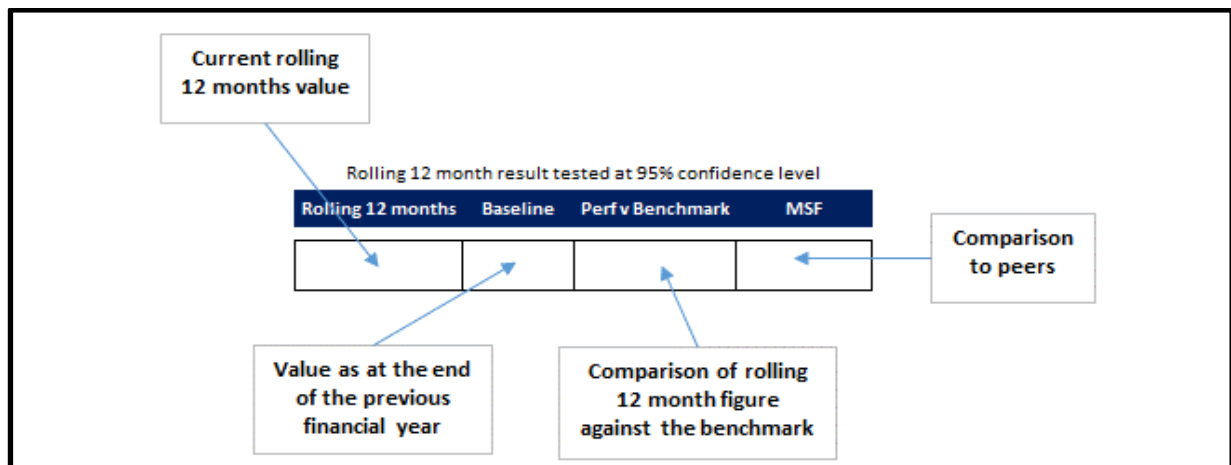 Current rolling
12 months value
Rolling 12 month result tested at 95% confidence level
Rolling 12 months Baseline Perf v Benchmark MSF
Comparison
to peers
Value as at the end
of the previous
financial year
Comparison of rolling
12 month figure
against the benchmark